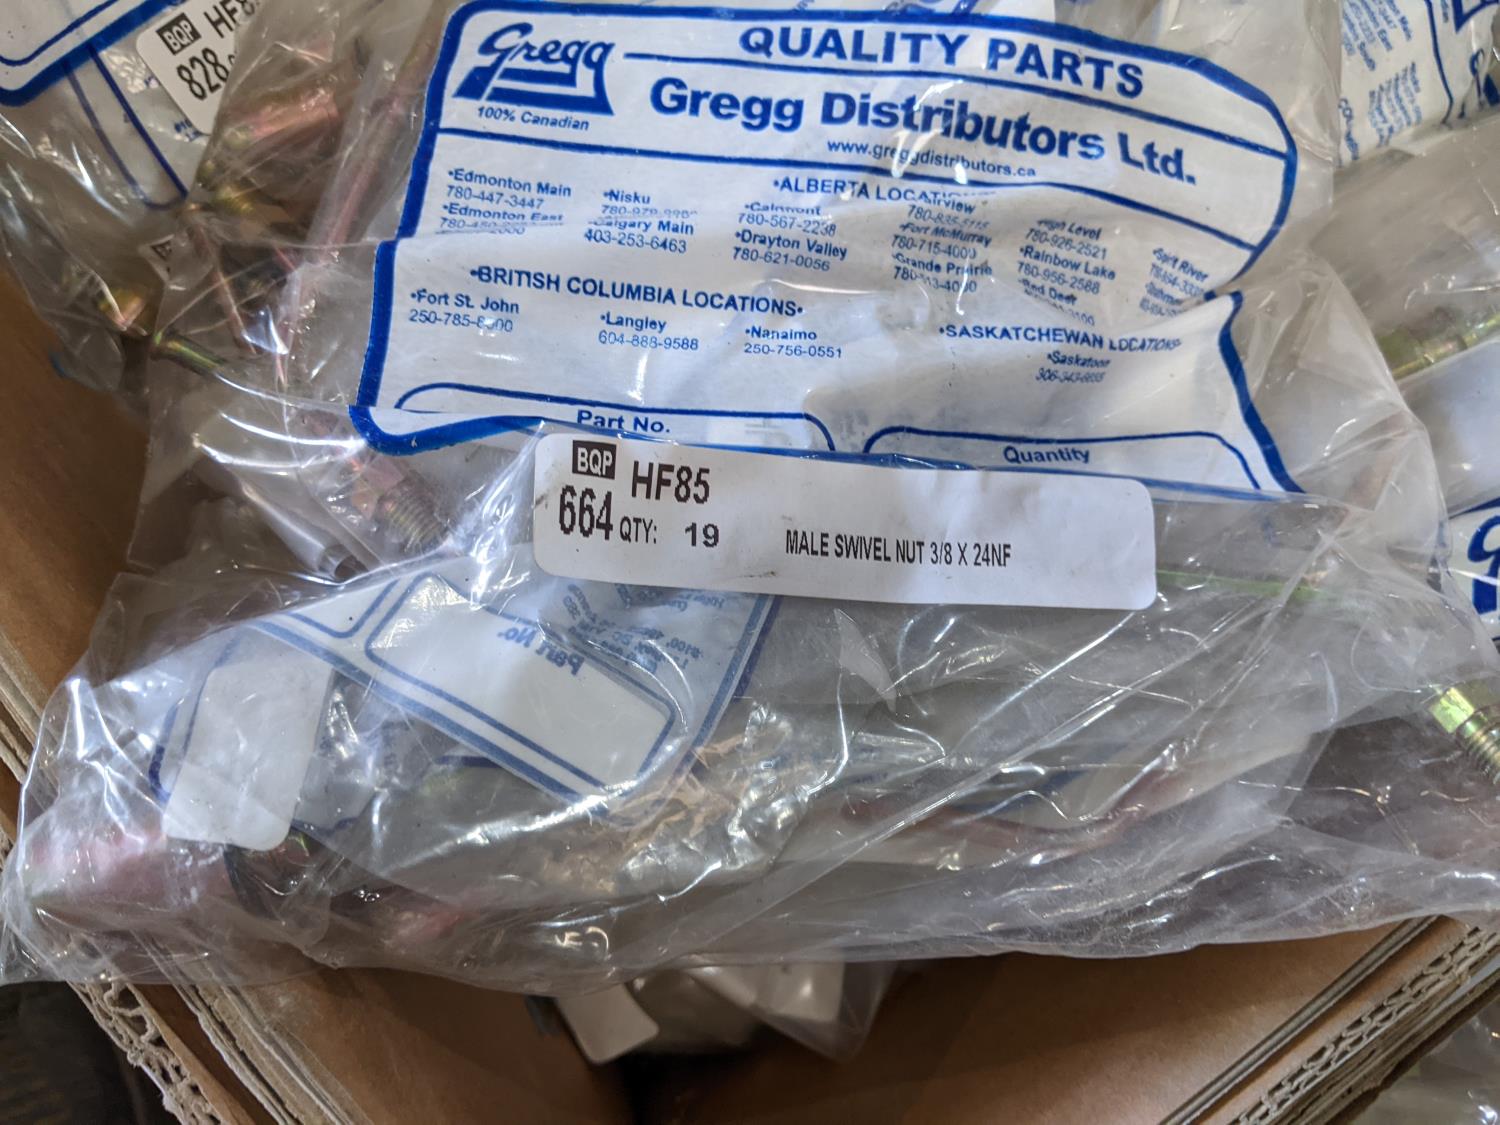 BQP HF8
828
Gregg
100% Canadian
QUALITY PARTS
Gregg Distributors Ltd.
www.greggdistributors.ca
•ALBERTA
•Edmonton Main
780-447-3447
•Edmonton East
•Nisku
Calgary Main
403-253-6463
780-567-2238
•Drayton Valley
780-621-0056
•Fort McMurray
780-715-4000
Grande Prairie
High Level
780-926-2521
•Rainbow Lake
780-956-2588
Red Deer
Spirit River
•BRITISH COLUMBIA LOCATIONS•
•Fort St. John
•Langley
604-888-9588
•Nanaimo
250-756-0551
•SASKATCHEWAN LOCATIONS•
•Saskatoon
Part No.
Quantity
BQP HF85
664 QTY: 19 MALE SWIVEL NUT 3/8 X 24NF
Part No.